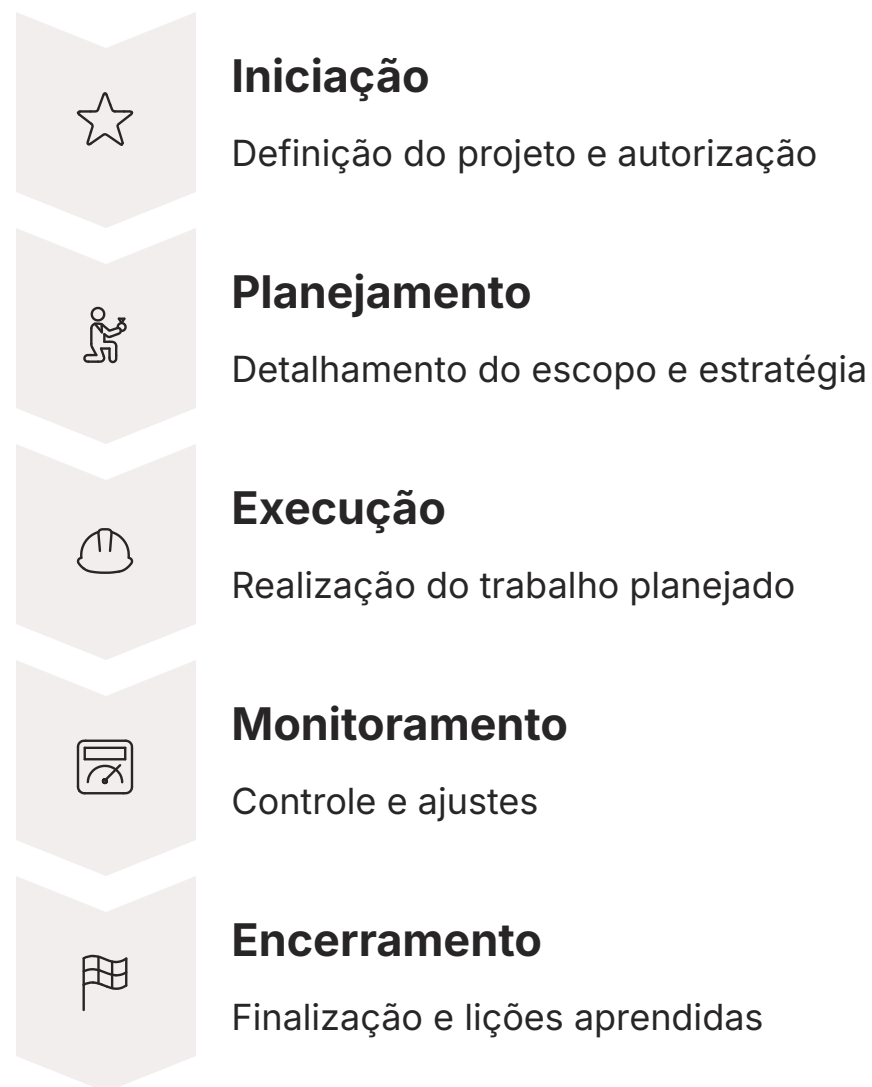 Iniciação
Definição do projeto e autorização
Planejamento
Detalhamento do escopo e estratégia
Execução
Realização do trabalho planejado
Monitoramento
Controle e ajustes
Encerramento
Finalização e lições aprendidas